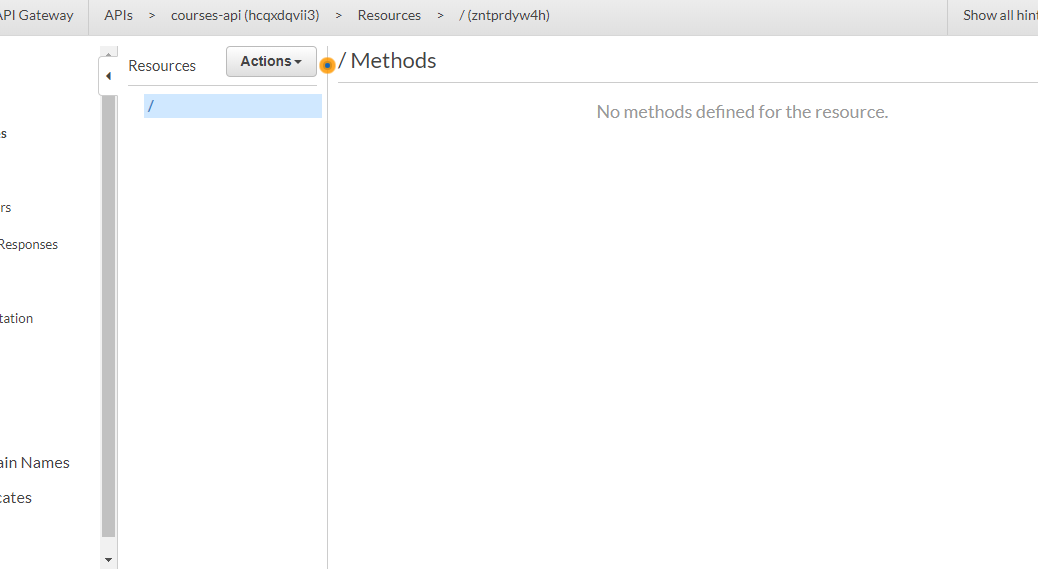 API Gateway APIs > courses-api (hcqxdqvii3) > Resources > / (zntprdyw4h) Show all hint
Resources Actions / Methods
/
No methods defined for the resource.
s
rs
Responses
tation
ain Names
cates